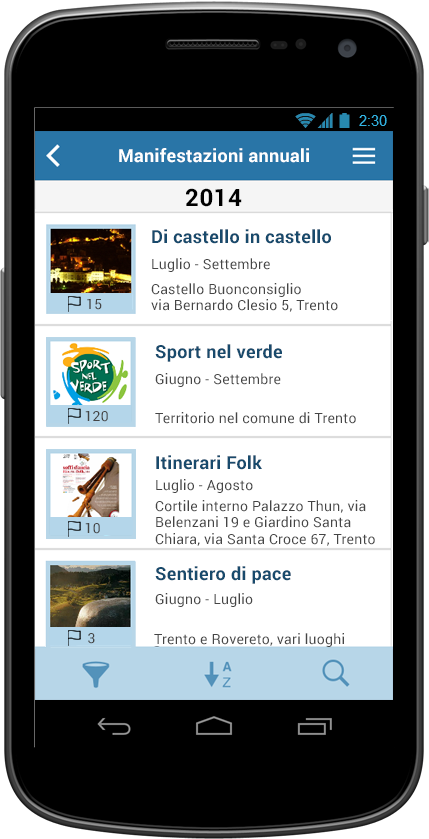 2:30
Manifestazioni annuali
2014
Di castello in castello
Luglio - Settembre
Castello Buonconsiglio
via Bernardo Clesio 5, Trento
15
SPORT
NEL
VERDE
Sport nel verde
Giugno - Settembre
120
Territorio nel comune di Trento
Itinerari Folk
Luglio - Agosto
Cortile interno Palazzo Thun, via
Belenzani 19 e Giardino Santa
Chiara, via Santa Croce 67, Trento
10
Sentiero di pace
Giugno - Luglio
3
Trento e Rovereto, vari luoghi
A
Z